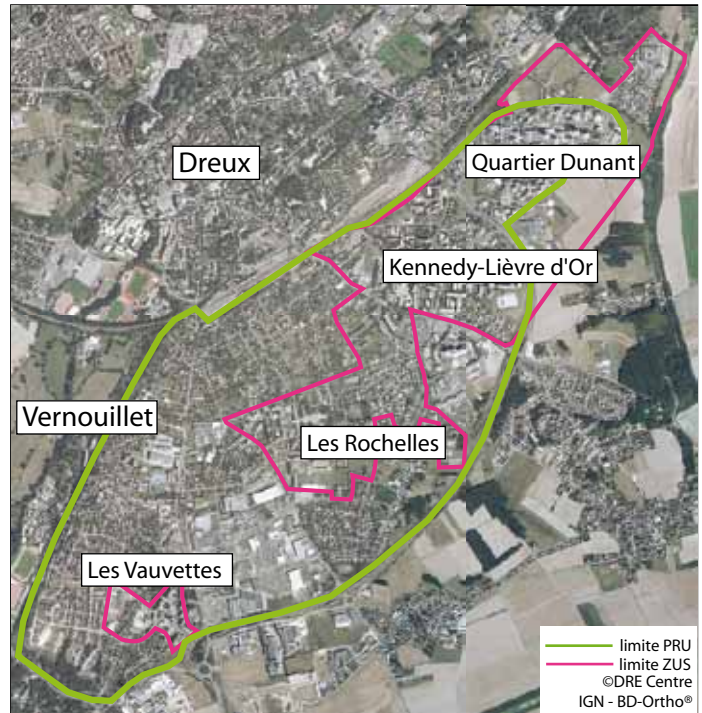 Dreux
Quartier Dunant
Kennedy-Lièvre d'Or
Vernouillet
Les Rochelles
Les Vauvettes
limite PRU
limite ZUS
©DRE Centre
IGN - BD-Ortho®